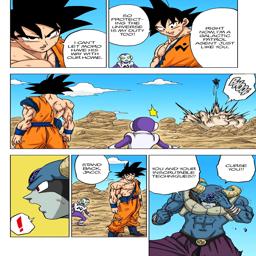 RIGHT
NOW, I'M A
GALACTIC
PATROL
AGENT JUST
LIKE YOU.
SO
PROTECT-
ING THE
UNIVERSE
IS MY DUTY
TOO!
I CAN'T
LET MORO
HAVE HIS
WAY WITH
OUR HOME.
CURSE
YOU!!
YOU AND YOUR
INSCRUTABLE
TECHNIQUES!!
STAND
BACK,
JACO.
!